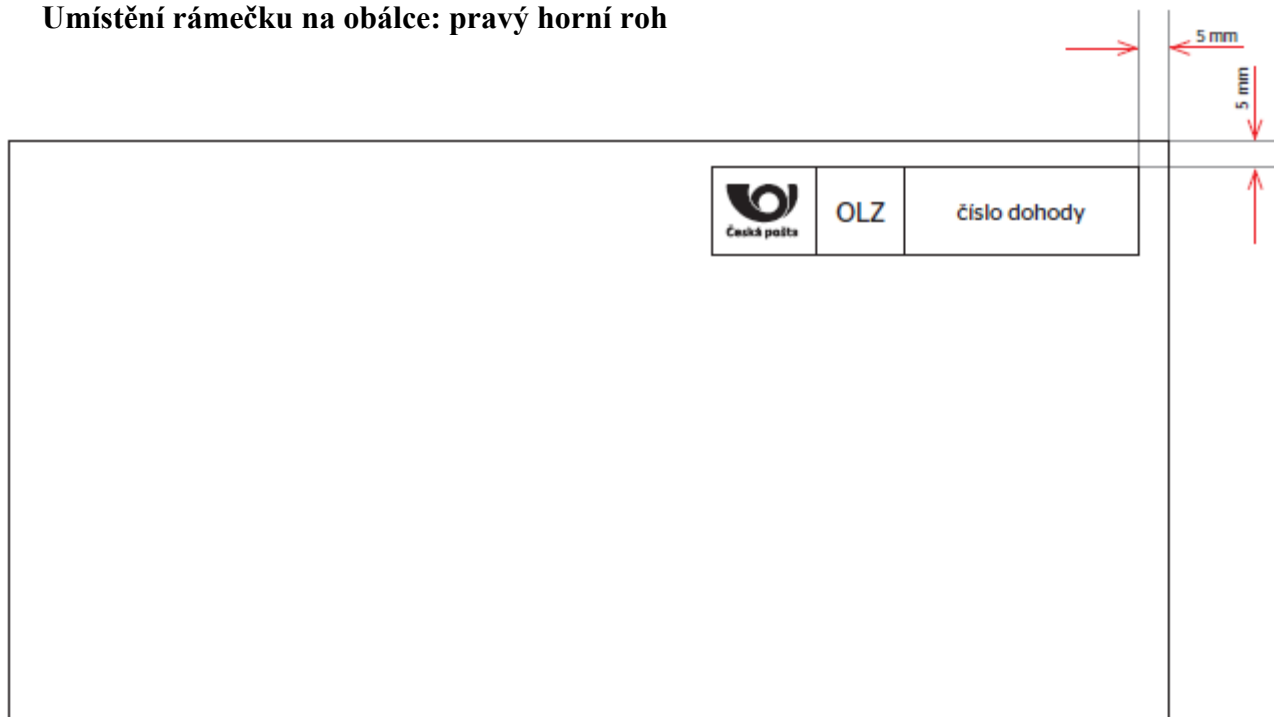 Umístění rámečku na obálce: pravý horní roh
5 mm
5 mm
Česká pošta
OLZ
číslo dohody